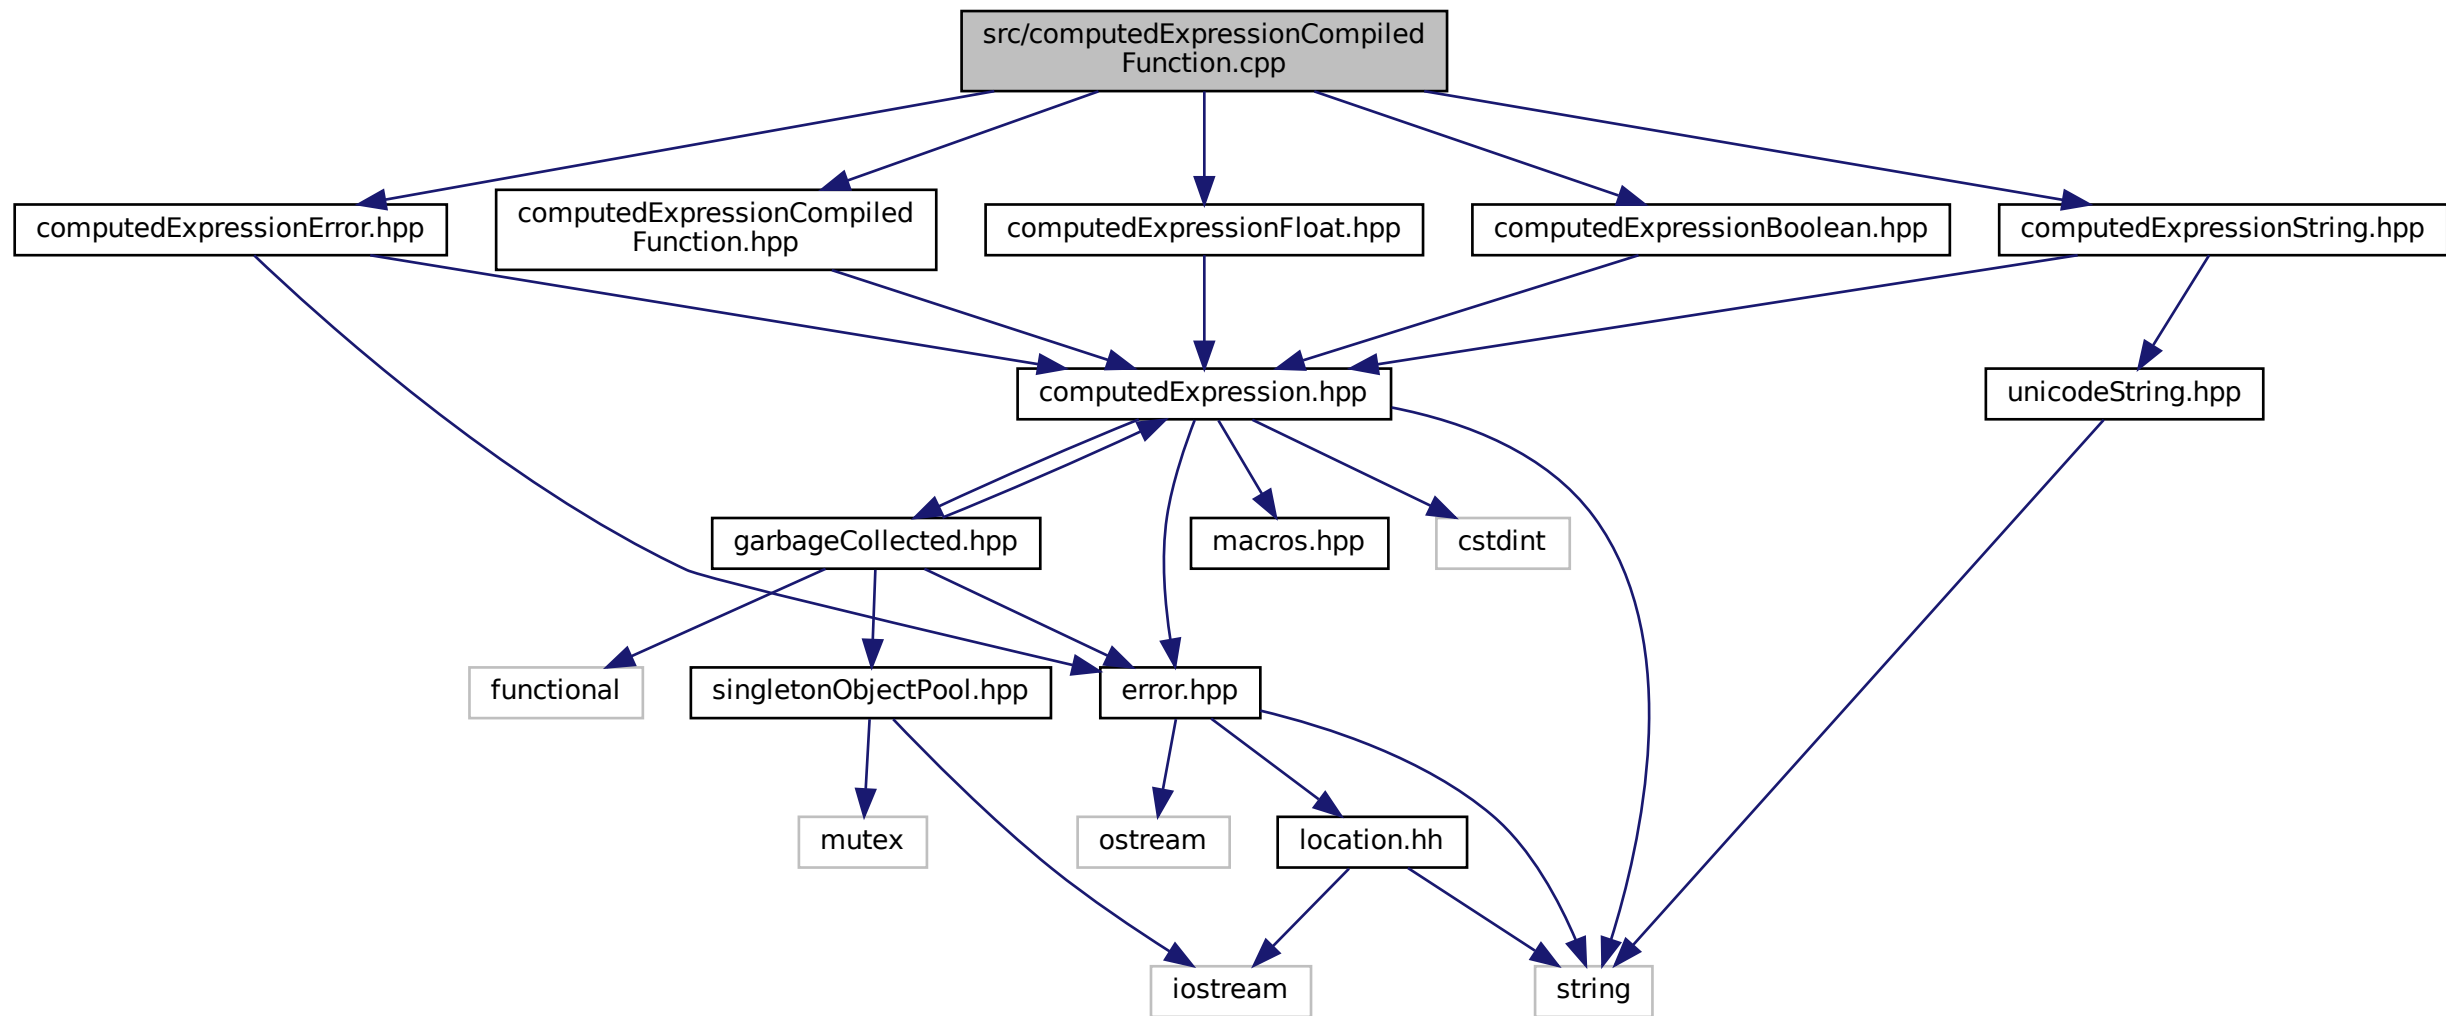 src/computedExpressionCompiled
Function.cpp
computedExpressionError.hpp
computedExpressionCompiled
Function.hpp
computedExpressionFloat.hpp
computedExpressionBoolean.hpp
computedExpressionString.hpp
computedExpression.hpp
unicodeString.hpp
garbageCollected.hpp
macros.hpp
cstdint
functional
singletonObjectPool.hpp
error.hpp
mutex
ostream
location.hh
iostream
string